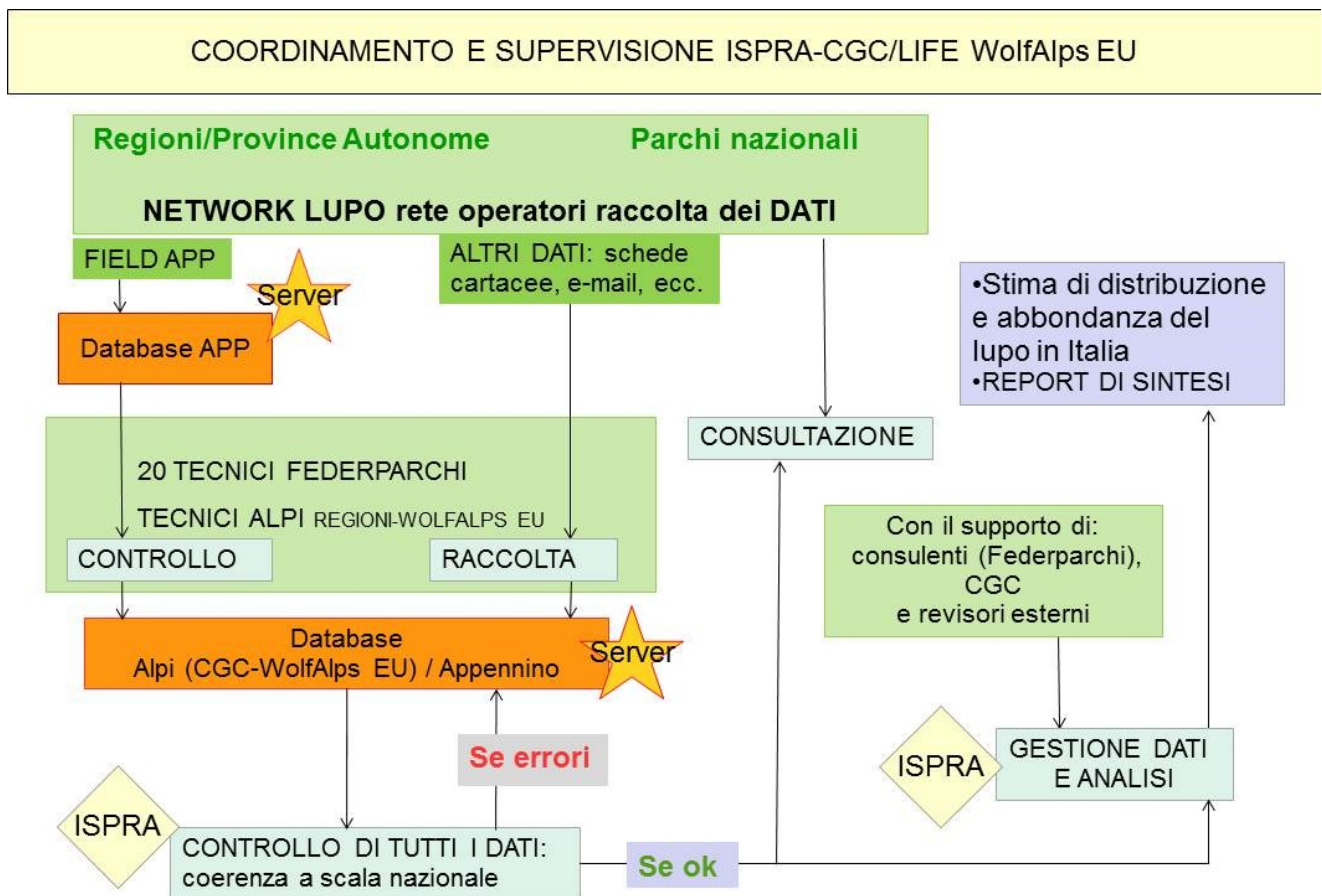 COORDINAMENTO E SUPERVISIONE ISPRA-CGC/LIFE WolfAlps EU
Regioni/Province Autonome
Parchi nazionali
NETWORK LUPO rete operatori raccolta dei DATI
FIELD APP
Server
ALTRI DATI: schede
cartacee, e-mail, ecc.
Database APP
•Stima di distribuzione
e abbondanza del
lupo in Italia
•REPORT DI SINTESI
CONSULTAZIONE
20 TECNICI FEDERPARCHI
TECNICI ALPI REGIONI-WOLFALPS EU
CONTROLLO
RACCOLTA
Con il supporto di:
consulenti (Federparchi),
CGC
e revisori esterni
Database
Alpi (CGC-WolfAlps EU) / Appennino
Server
Se errori
ISPRA
GESTIONE DATI
E ANALISI
ISPRA
CONTROLLO DI TUTTI I DATI:
coerenza a scala nazionale
Se ok